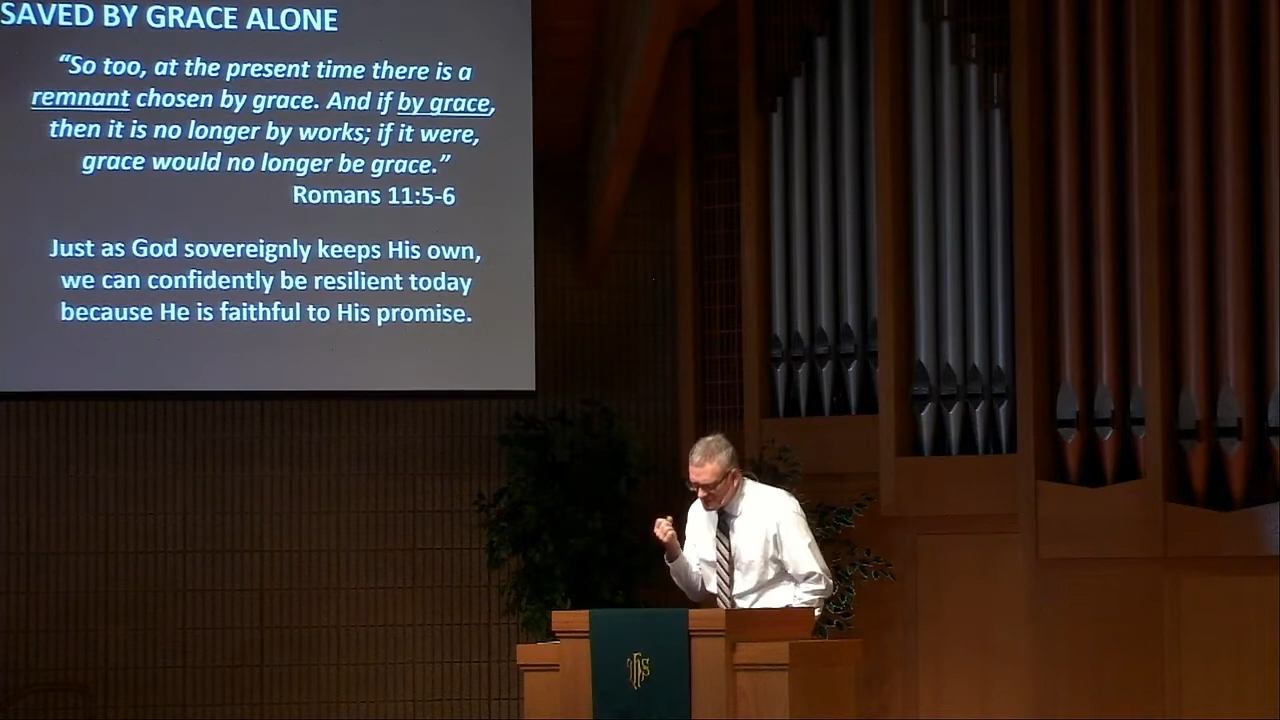 SAVED BY GRACE ALONE
“So too, at the present time there is a
remnant chosen by grace. And if by grace,
then it is no longer by works; if it were,
grace would no longer be grace.”
Romans 11:5-6
Just as God sovereignly keeps His own,
we can confidently be resilient today
because He is faithful to His promise.
IHS